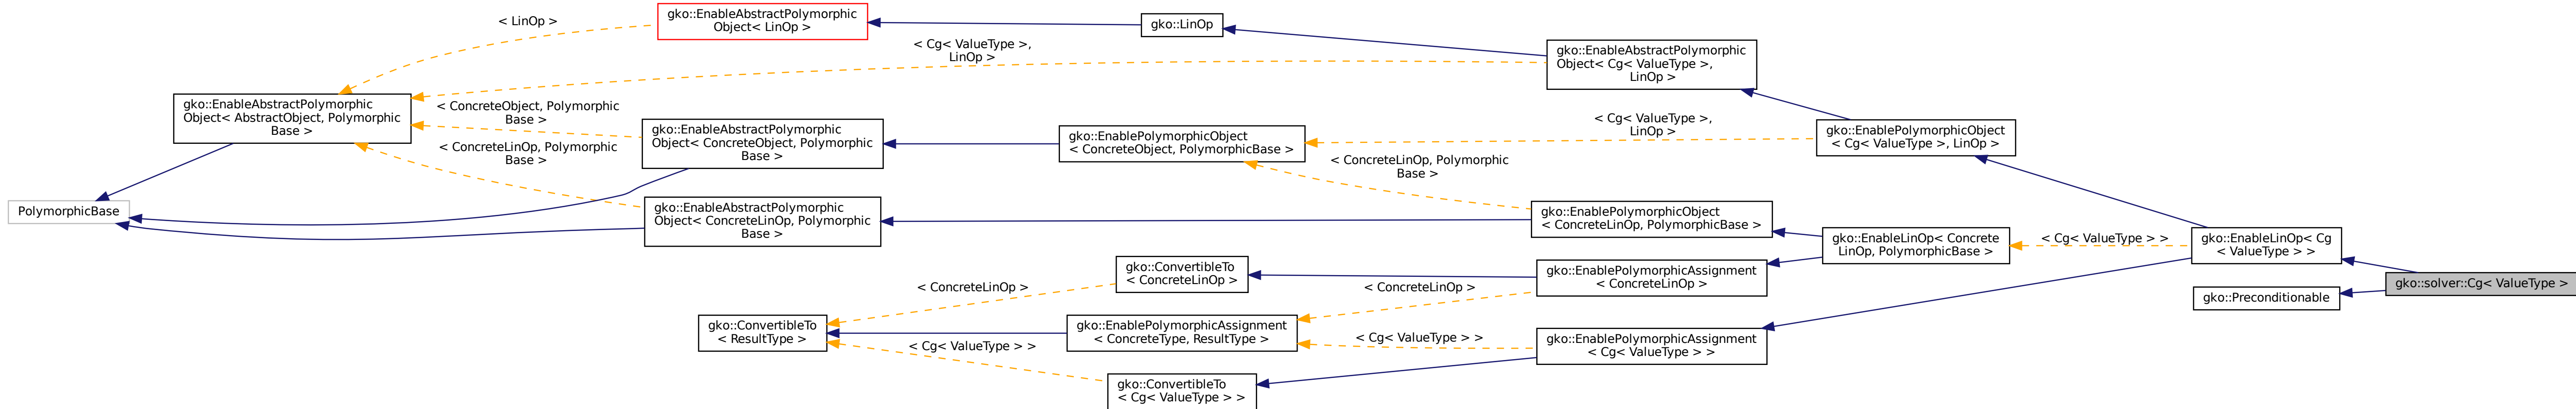 gko::EnableAbstractPolymorphic
Object< LinOp >
< LinOp >
gko::LinOp
< Cg< ValueType >,
LinOp >
gko::EnableAbstractPolymorphic
Object< Cg< ValueType >,
LinOp >
gko::EnableAbstractPolymorphic
Object< AbstractObject, Polymorphic
Base >
< ConcreteObject, Polymorphic
Base >
gko::EnableAbstractPolymorphic
Object< ConcreteObject, Polymorphic
Base >
gko::EnablePolymorphicObject
< ConcreteObject, PolymorphicBase >
< Cg< ValueType >,
LinOp >
gko::EnablePolymorphicObject
< Cg< ValueType >, LinOp >
< ConcreteLinOp, Polymorphic
Base >
< ConcreteLinOp, Polymorphic
Base >
PolymorphicBase
gko::EnableAbstractPolymorphic
Object< ConcreteLinOp, Polymorphic
Base >
gko::EnablePolymorphicObject
< ConcreteLinOp, PolymorphicBase >
gko::EnableLinOp< Concrete
LinOp, PolymorphicBase >
< Cg< ValueType > >
gko::EnableLinOp< Cg
< ValueType > >
gko::ConvertibleTo
< ConcreteLinOp >
gko::EnablePolymorphicAssignment
< ConcreteLinOp >
gko::solver::Cg< ValueType >
< ConcreteLinOp >
< ConcreteLinOp >
gko::Preconditionable
gko::ConvertibleTo
< ResultType >
gko::EnablePolymorphicAssignment
< ConcreteType, ResultType >
< Cg< ValueType > >
< Cg< ValueType > >
gko::EnablePolymorphicAssignment
< Cg< ValueType > >
gko::ConvertibleTo
< Cg< ValueType > >